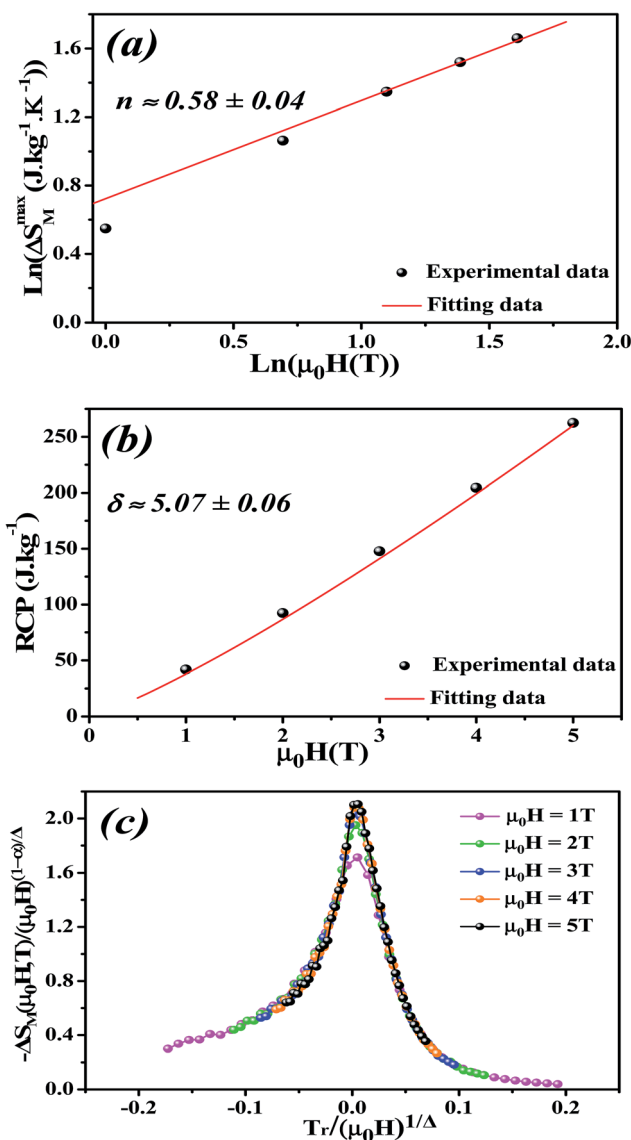 (a)
n ≈ 0.58 ± 0.04
Ln(ΔS_M^max (J.kg⁻¹.K⁻¹))
1.6
1.2
0.8
0.4
0.0
Experimental data
Fitting data
0.0 0.5 1.0 1.5 2.0
Ln(μ₀H(T))
(b)
δ ≈ 5.07 ± 0.06
RCP (J.kg⁻¹)
250
200
150
100
50
0
Experimental data
Fitting data
0 1 2 3 4 5
μ₀H(T)
(c)
-ΔS_M(μ₀H,T)/(μ₀H)^(1-α)/Δ
2.0
1.6
1.2
0.8
0.4
0.0
μ₀H = 1T
μ₀H = 2T
μ₀H = 3T
μ₀H = 4T
μ₀H = 5T
-0.2 -0.1 0.0 0.1 0.2
T_r/(μ₀H)^1/Δ